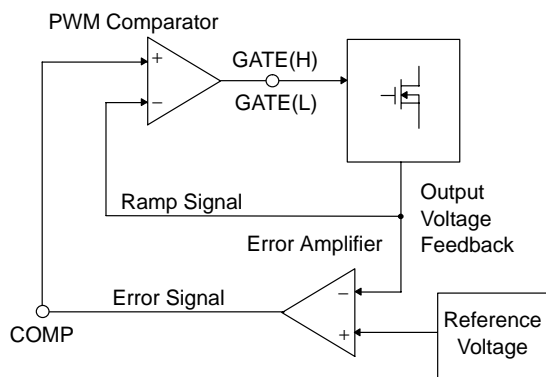 PWM Comparator
+
−
GATE(H)
GATE(L)
Ramp Signal
Output
Voltage
Feedback
Error Amplifier
Error Signal
−
+
COMP
Reference
Voltage